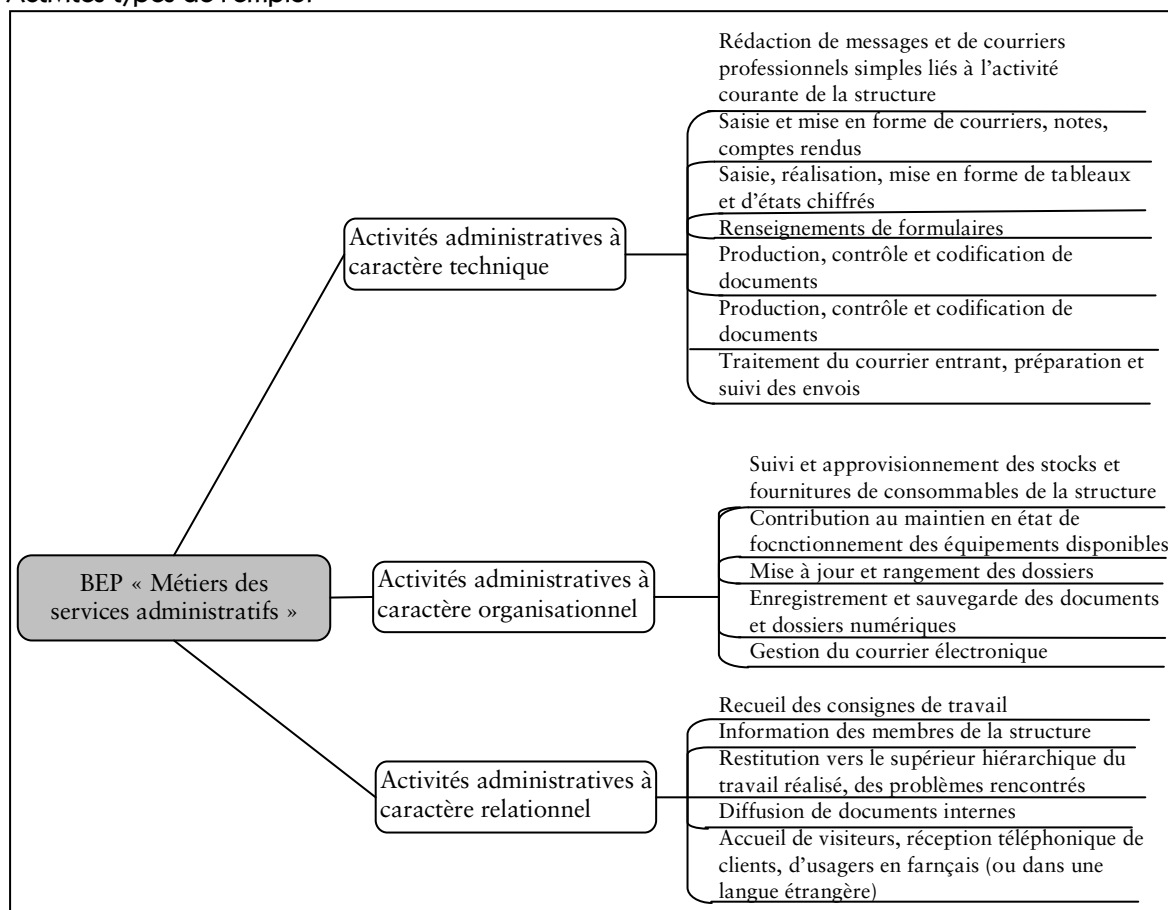 Activités types de l'emploi
Rédaction de messages et de courriers
professionnels simples liés à l'activité
courante de la structure
Saisie et mise en forme de courriers, notes,
comptes rendus
Saisie, réalisation, mise en forme de tableaux
et d'états chiffrés
Renseignements de formulaires
Production, contrôle et codification de
documents
Production, contrôle et codification de
documents
Traitement du courrier entrant, préparation et
suivi des envois
Activités administratives à
caractère technique
Suivi et approvisionnement des stocks et
fournitures de consommables de la structure
Contribution au maintien en état de
focnctionnement des équipements disponibles
Mise à jour et rangement des dossiers
Enregistrement et sauvegarde des documents
et dossiers numériques
Gestion du courrier électronique
Activités administratives à
caractère organisationnel
BEP « Métiers des
services administratifs »
Recueil des consignes de travail
Information des membres de la structure
Restitution vers le supérieur hiérarchique du
travail réalisé, des problèmes rencontrés
Diffusion de documents internes
Accueil de visiteurs, réception téléphonique de
clients, d'usagers en farnçais (ou dans une
langue étrangère)
Activités administratives à
caractère relationnel